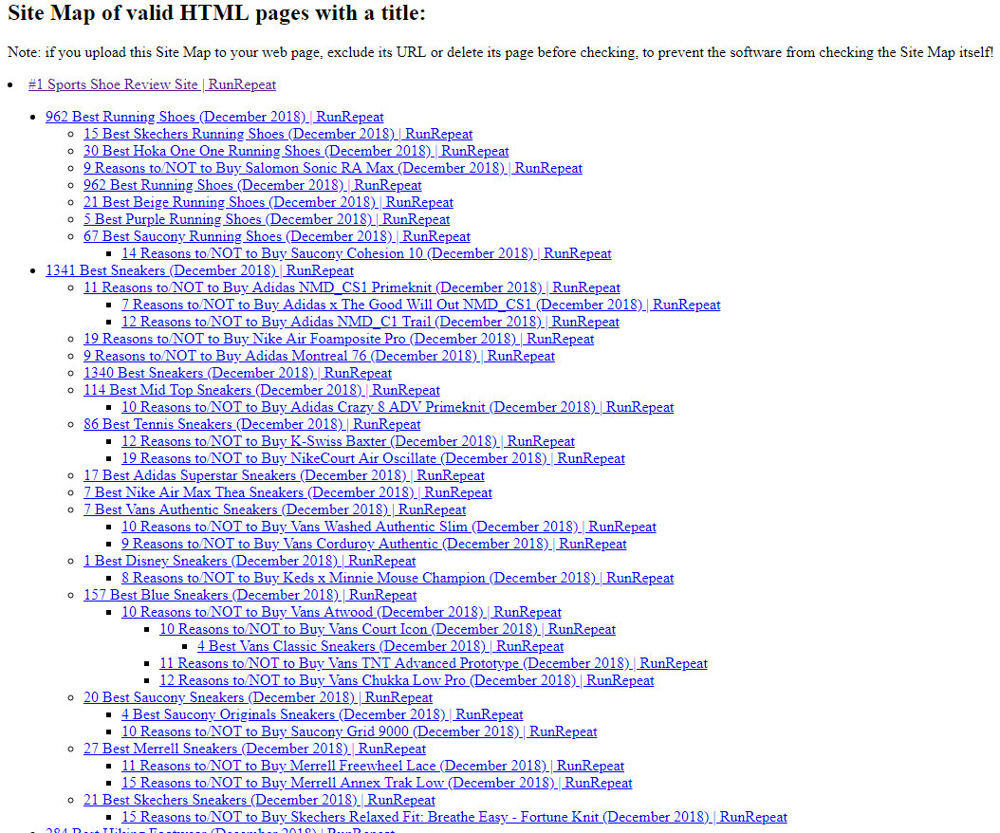 Site Map of valid HTML pages with a title:
Note: if you upload this Site Map to your web page, exclude its URL or delete its page before checking, to prevent the software from checking the Site Map itself!
#1 Sports Shoe Review Site | RunRepeat
962 Best Running Shoes (December 2018) | RunRepeat
15 Best Skechers Running Shoes (December 2018) | RunRepeat
30 Best Hoka One One Running Shoes (December 2018) | RunRepeat
9 Reasons to/NOT to Buy Salomon Sonic RA Max (December 2018) | RunRepeat
962 Best Running Shoes (December 2018) | RunRepeat
21 Best Beige Running Shoes (December 2018) | RunRepeat
5 Best Purple Running Shoes (December 2018) | RunRepeat
67 Best Saucony Running Shoes (December 2018) | RunRepeat
14 Reasons to/NOT to Buy Saucony Cohesion 10 (December 2018) | RunRepeat
1341 Best Sneakers (December 2018) | RunRepeat
11 Reasons to/NOT to Buy Adidas NMD_CS1 Primeknit (December 2018) | RunRepeat
7 Reasons to/NOT to Buy Adidas x The Good Will Out NMD_CS1 (December 2018) | RunRepeat
12 Reasons to/NOT to Buy Adidas NMD_C1 Trail (December 2018) | RunRepeat
19 Reasons to/NOT to Buy Nike Air Foamposite Pro (December 2018) | RunRepeat
9 Reasons to/NOT to Buy Adidas Montreal 76 (December 2018) | RunRepeat
1340 Best Sneakers (December 2018) | RunRepeat
114 Best Mid Top Sneakers (December 2018) | RunRepeat
10 Reasons to/NOT to Buy Adidas Crazy 8 ADV Primeknit (December 2018) | RunRepeat
86 Best Tennis Sneakers (December 2018) | RunRepeat
12 Reasons to/NOT to Buy K-Swiss Baxter (December 2018) | RunRepeat
19 Reasons to/NOT to Buy NikeCourt Air Oscillate (December 2018) | RunRepeat
17 Best Adidas Superstar Sneakers (December 2018) | RunRepeat
7 Best Nike Air Max Thea Sneakers (December 2018) | RunRepeat
7 Best Vans Authentic Sneakers (December 2018) | RunRepeat
10 Reasons to/NOT to Buy Vans Washed Authentic Slim (December 2018) | RunRepeat
9 Reasons to/NOT to Buy Vans Corduroy Authentic (December 2018) | RunRepeat
1 Best Disney Sneakers (December 2018) | RunRepeat
8 Reasons to/NOT to Buy Keds x Minnie Mouse Champion (December 2018) | RunRepeat
157 Best Blue Sneakers (December 2018) | RunRepeat
10 Reasons to/NOT to Buy Vans Atwood (December 2018) | RunRepeat
10 Reasons to/NOT to Buy Vans Court Icon (December 2018) | RunRepeat
4 Best Vans Classic Sneakers (December 2018) | RunRepeat
11 Reasons to/NOT to Buy Vans TNT Advanced Prototype (December 2018) | RunRepeat
12 Reasons to/NOT to Buy Vans Chukka Low Pro (December 2018) | RunRepeat
20 Best Saucony Sneakers (December 2018) | RunRepeat
4 Best Saucony Originals Sneakers (December 2018) | RunRepeat
10 Reasons to/NOT to Buy Saucony Grid 9000 (December 2018) | RunRepeat
27 Best Merrell Sneakers (December 2018) | RunRepeat
11 Reasons to/NOT to Buy Merrell Freewheel Lace (December 2018) | RunRepeat
15 Reasons to/NOT to Buy Merrell Annex Trak Low (December 2018) | RunRepeat
21 Best Skechers Sneakers (December 2018) | RunRepeat
15 Reasons to/NOT to Buy Skechers Relaxed Fit: Breathe Easy - Fortune Knit (December 2018) | RunRepeat
284 Best Hiking Footwear (December 2018) | RunRepeat